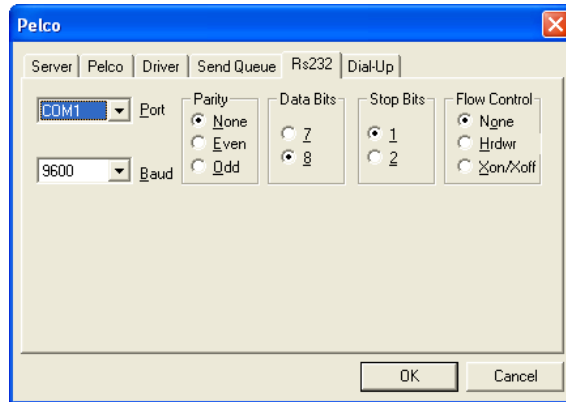 Pelco
Server Pelco Driver Send Queue Rs232 Dial-Up
COM1 Port
9600 Baud
Parity
None
Even
Odd
Data Bits
7
8
Stop Bits
1
2
Flow Control
None
Hrdwr
Xon/Xoff
OK Cancel